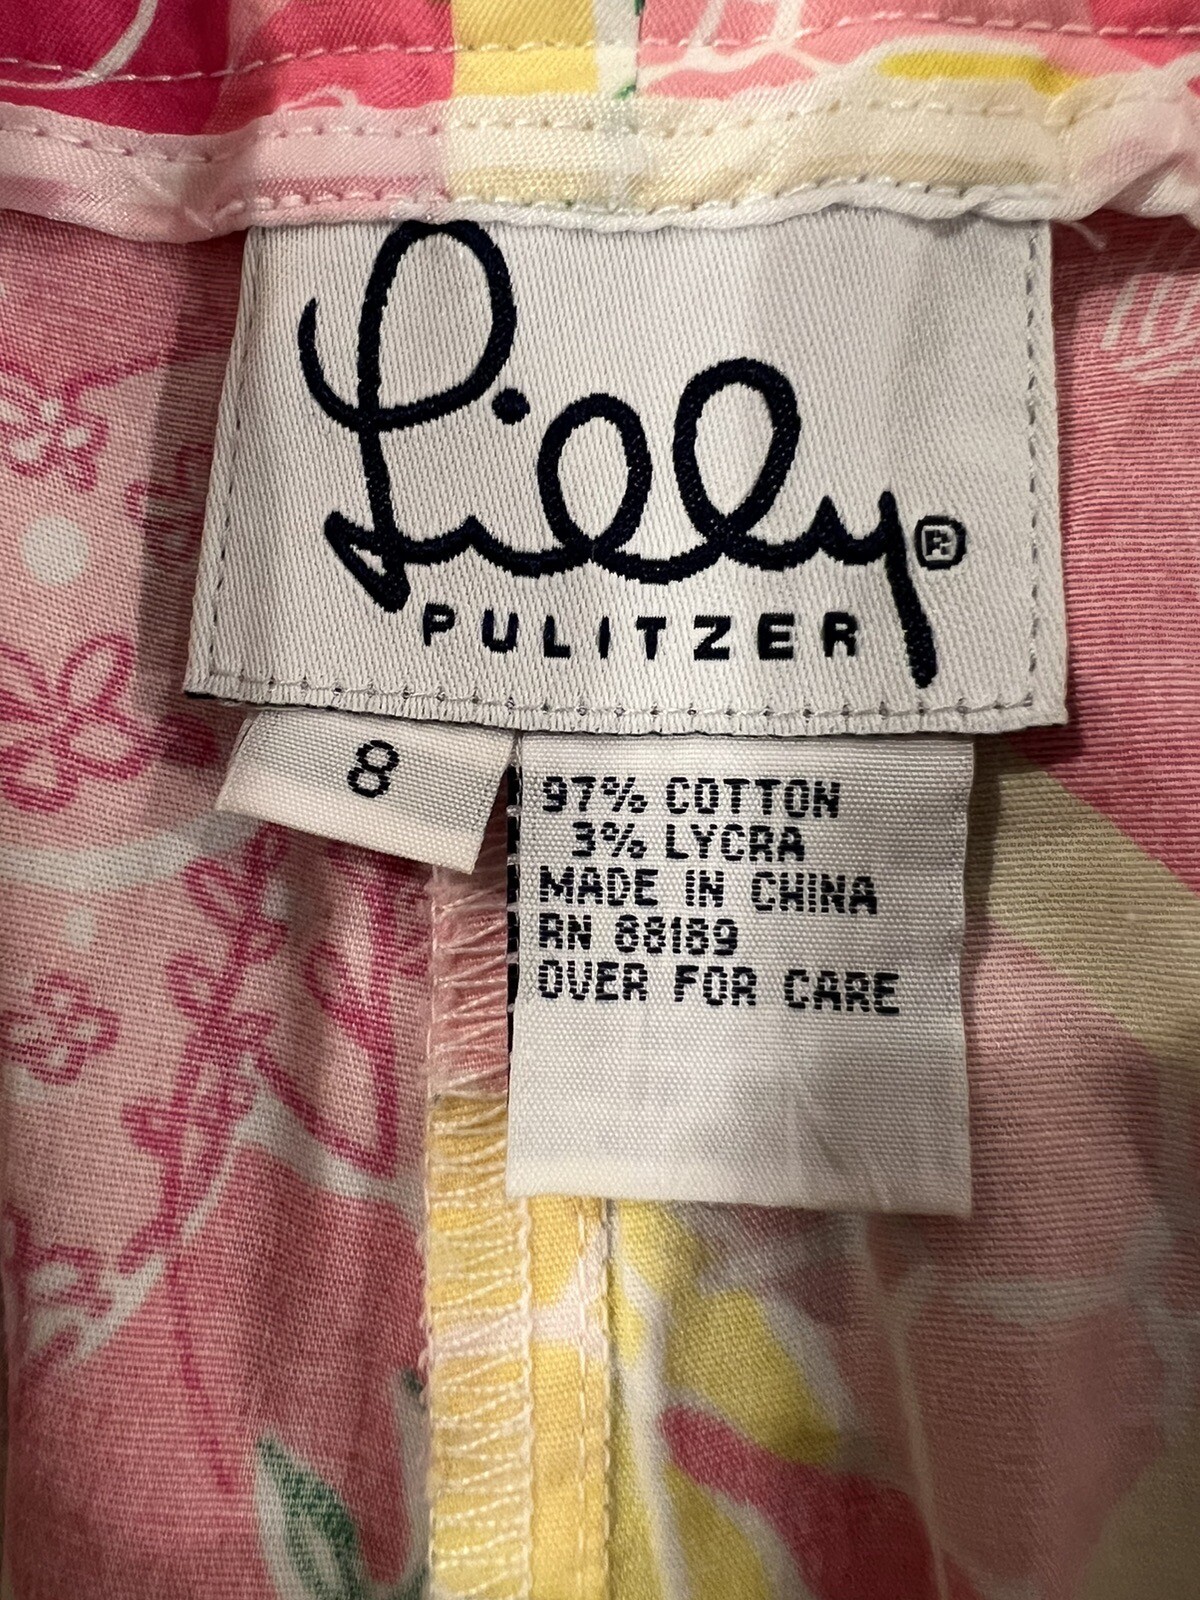 Lilly®
PULITZER
8
97% COTTON
3% LYCRA
MADE IN CHINA
RN 88189
OVER FOR CARE